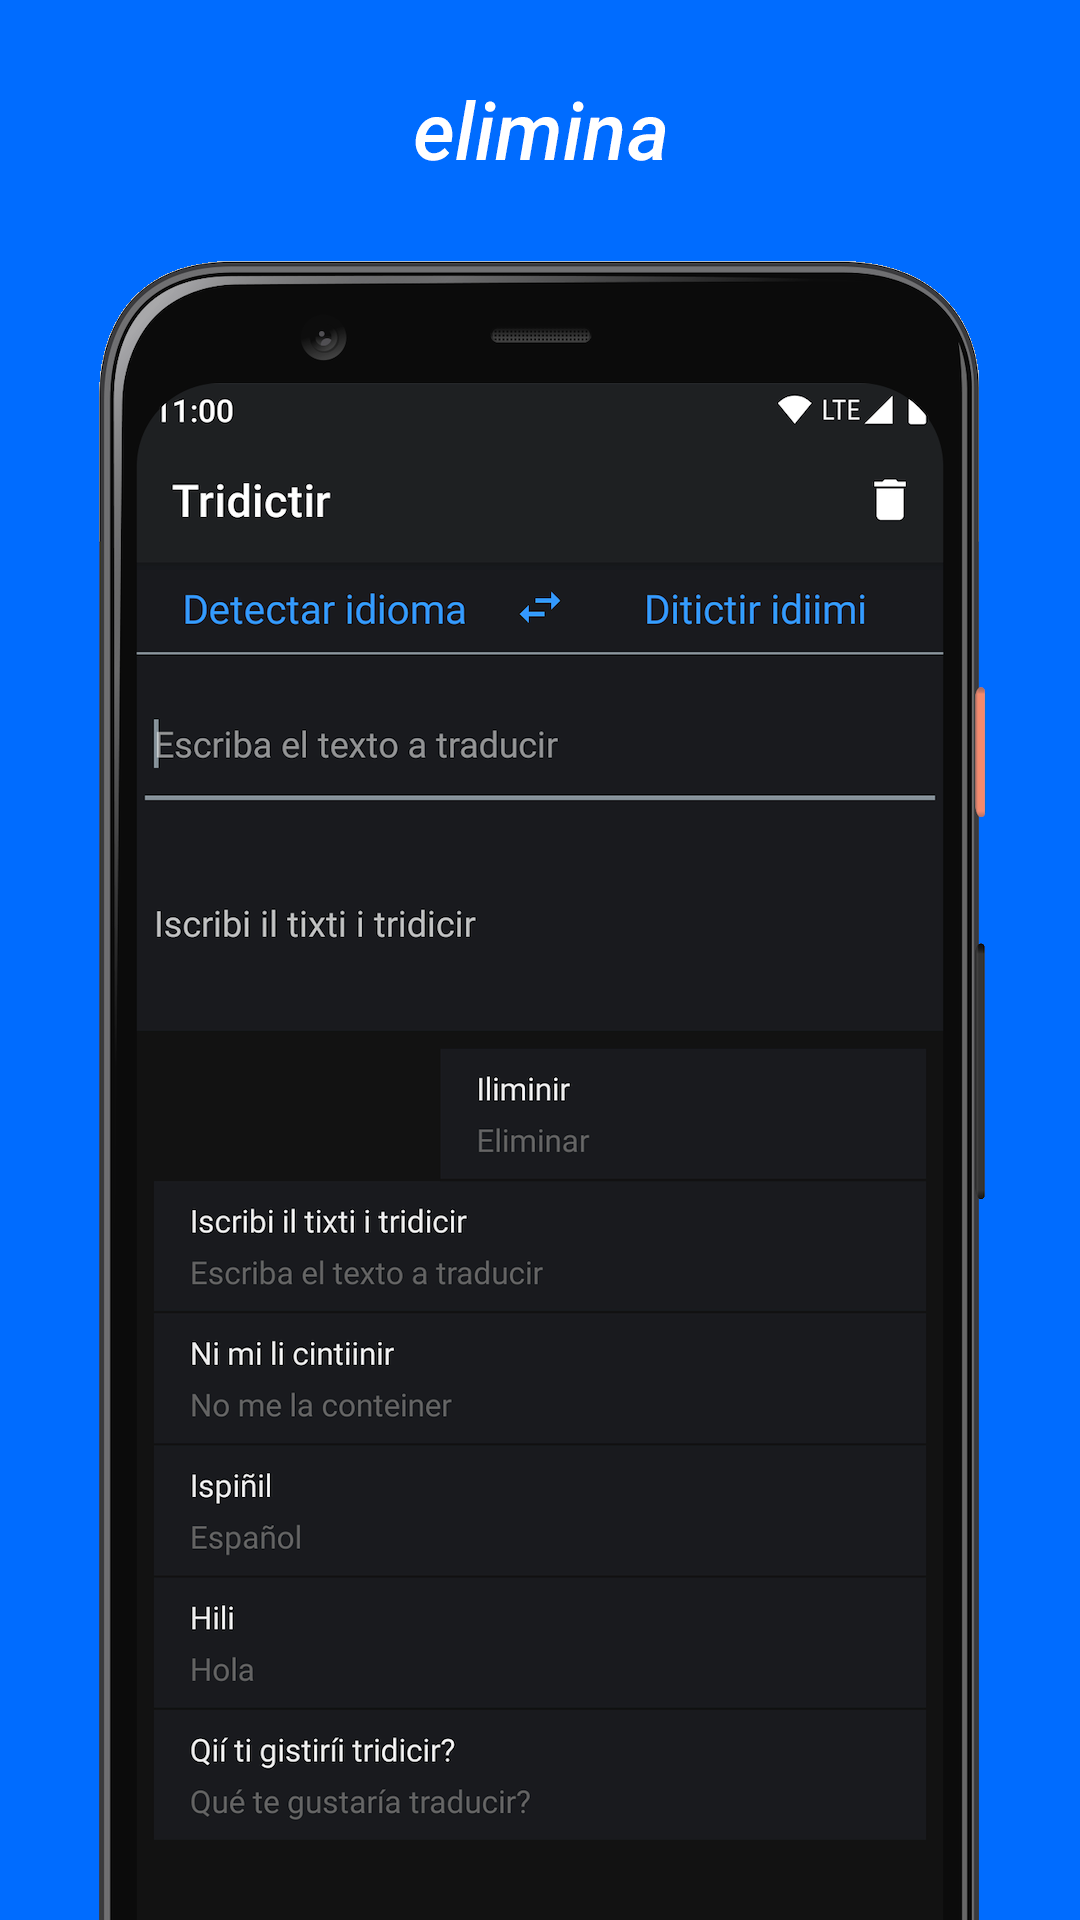 elimina
11:00 LTE
Tridictir
Detectar idioma Ditictir idiimi
Escriba el texto a traducir
Iscribi il tixti i tridicir
Iliminir
Eliminar
Iscribi il tixti i tridicir
Escriba el texto a traducir
Ni mi li cintiinir
No me la conteiner
Ispiñil
Español
Hili
Hola
Qií ti gistiríi tridicir?
Qué te gustaría traducir?